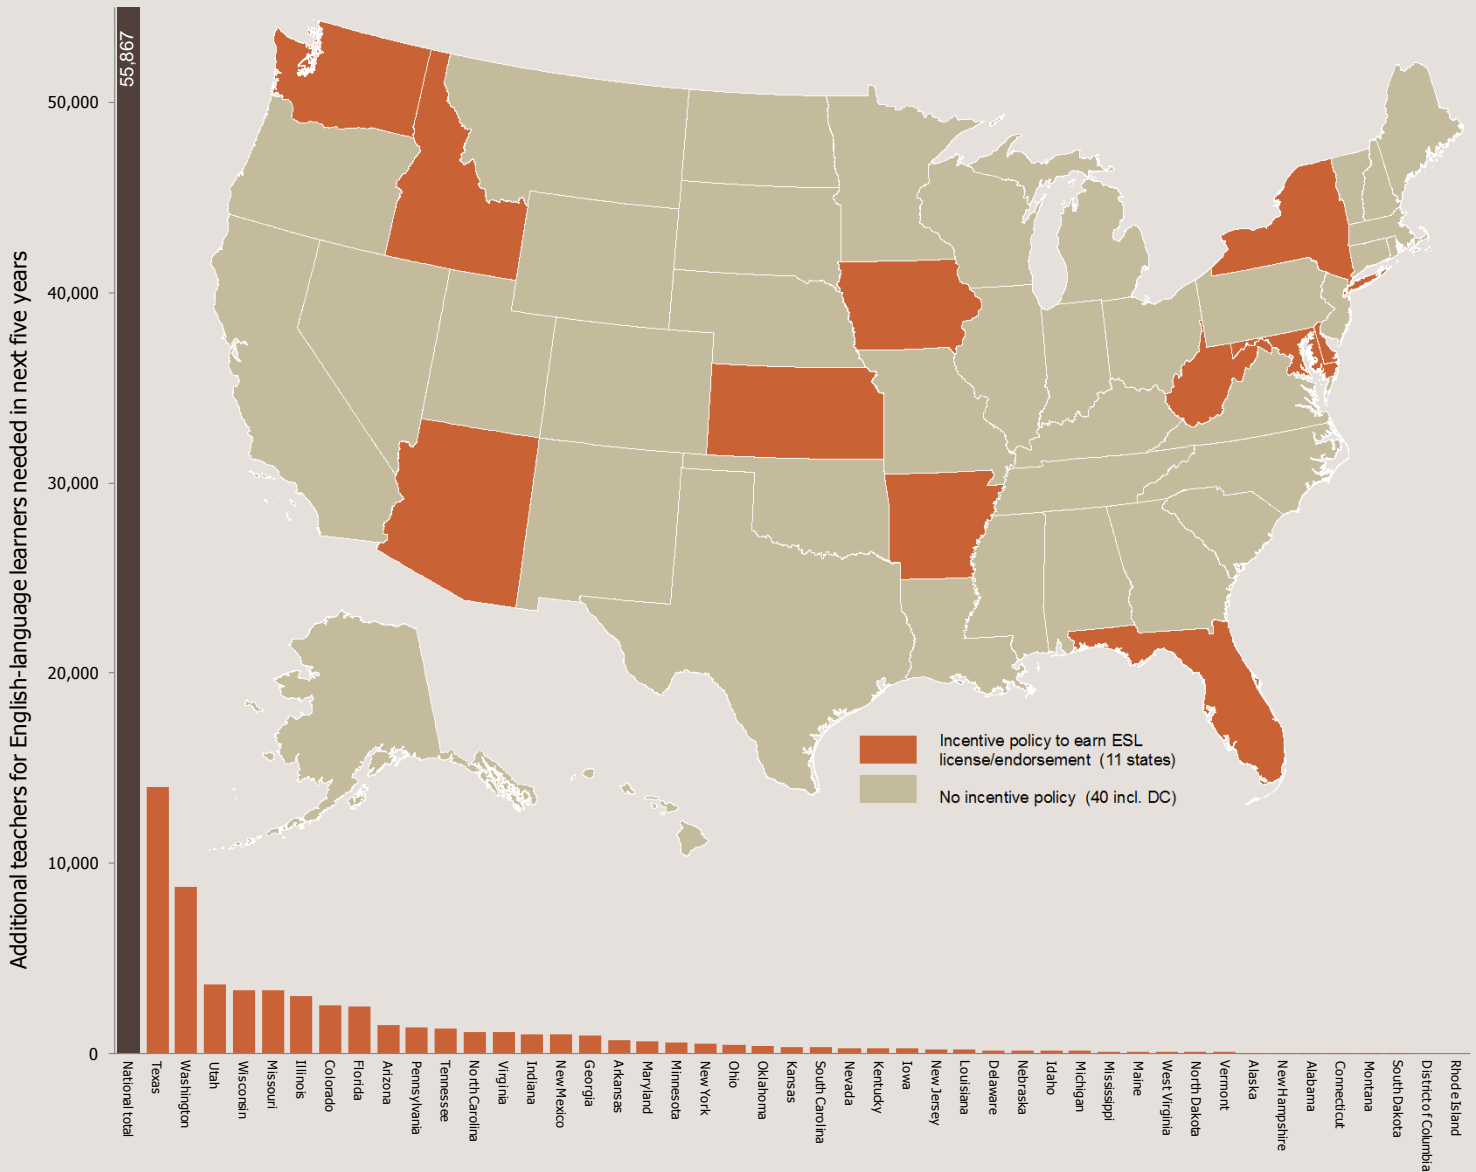 Additional teachers for English-language learners needed in next five years
55,867
50,000
40,000
30,000
20,000
10,000
0
Incentive policy to earn ESL
license/endorsement (11 states)
No incentive policy (40 incl. DC)
National total
Texas
Washington
Utah
Wisconsin
Missouri
Illinois
Colorado
Florida
Arizona
Pennsylvania
Tennessee
North Carolina
Virginia
Indiana
New Mexico
Georgia
Arkansas
Maryland
Minnesota
New York
Ohio
Oklahoma
Kansas
South Carolina
Nevada
Kentucky
Iowa
New Jersey
Louisiana
Delaware
Nebraska
Idaho
Michigan
Mississippi
Maine
West Virginia
North Dakota
Vermont
Alaska
New Hampshire
Alabama
Connecticut
Montana
South Dakota
District of Columbia
Rhode Island